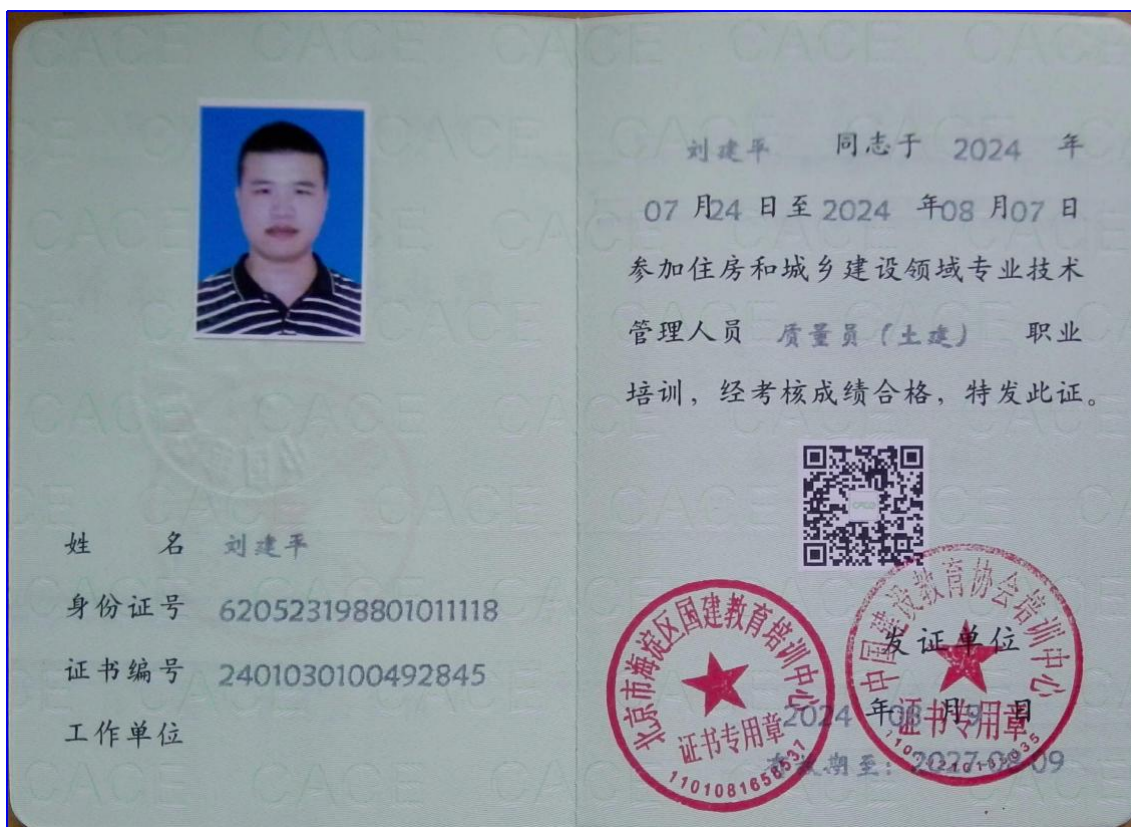 刘建平 同志于 2024 年
07 月24 日至 2024 年08 月07 日
参加住房和城乡建设领域专业技术
管理人员 质量员（土建） 职业
培训，经考核成绩合格，特发此证。
姓 名 刘建平
身份证号 620523198801011118
证书编号 2401030100492845
工作单位
北京市海淀区国建教育培训中心
证书专用章
1101081658537
中国建设教育协会培训中心
证书专用章
发证单位
2024 年 08 月 09 日
有效期至：2027-08-09
CACE